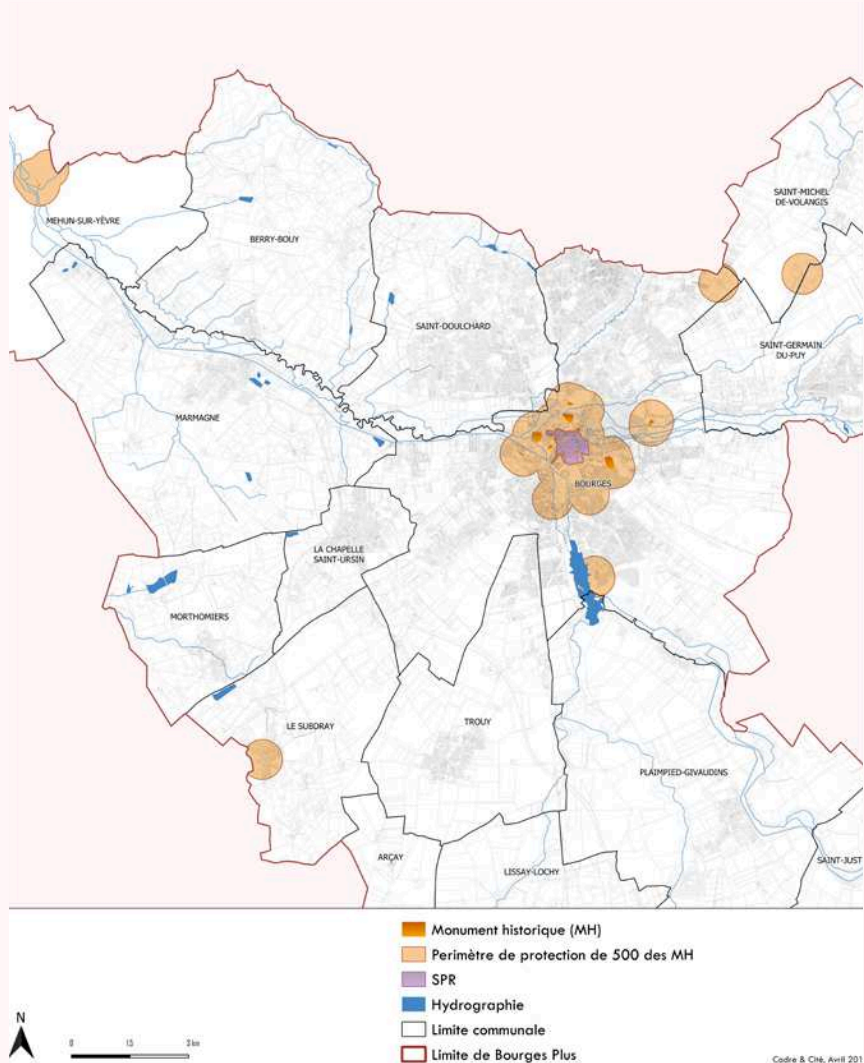 SAINT-MICHEL
DE-VOLANGIS
MEHUN-SUR-YÈVRE
BERRY-BOUY
SAINT-DOULCHARD
SAINT-GERMAIN
DU-PUY
MARMAGNE
BOURGES
LA CHAPELLE
SAINT-URSIN
MORTHOMIERS
LE SUBDRAY
TROUY
PLAIMPIED-GIVAUDINS
ARÇAY
LISSAY-LOCHY
SAINT-JUST
Monument historique (MH)
Perimètre de protection de 500 des MH
SPR
Hydrographie
Limite communale
Limite de Bourges Plus
N
0 1.5 3 km
Cadre & Cité, Avril 201